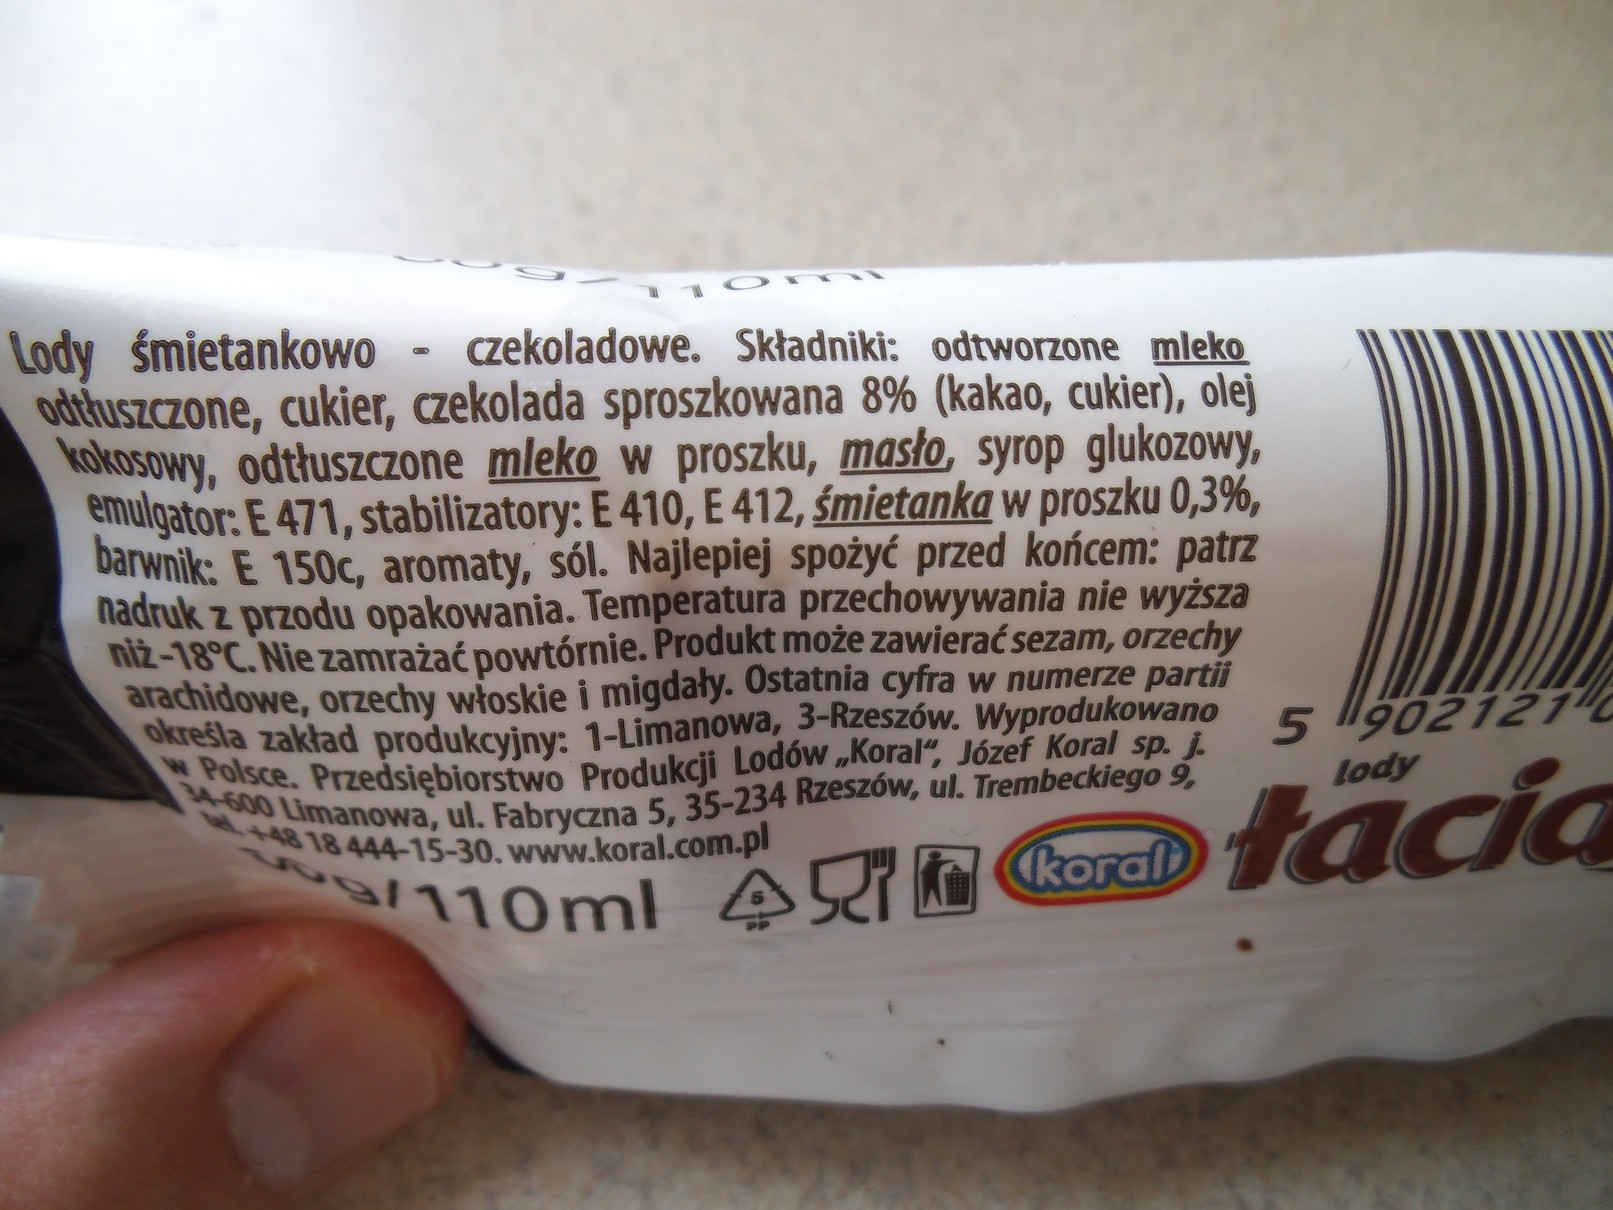 110ml
Lody śmietankowo - czekoladowe. Składniki: odtworzone mleko
odtłuszczone, cukier, czekolada sproszkowana 8% (kakao, cukier), olej
kokosowy, odtłuszczone mleko w proszku, masło, syrop glukozowy,
emulgator: E 471, stabilizatory: E 410, E 412, śmietanka w proszku 0,3%,
barwnik: E 150c, aromaty, sól. Najlepiej spożyć przed końcem: patrz
nadruk z przodu opakowania. Temperatura przechowywania nie wyższa
niż -18°C. Nie zamrażać powtórnie. Produkt może zawierać sezam, orzechy
arachidowe, orzechy włoskie i migdały. Ostatnia cyfra w numerze partii
określa zakład produkcyjny: 1-Limanowa, 3-Rzeszów. Wyprodukowano
w Polsce. Przedsiębiorstwo Produkcji Lodów „Koral“, Józef Koral sp. j.
34-600 Limanowa, ul. Fabryczna 5, 35-234 Rzeszów, ul. Trembeckiego 9,
tel. +48 18 444-15-30. www.koral.com.pl
110ml
5
PP
koral
5 902121
lody
łacia